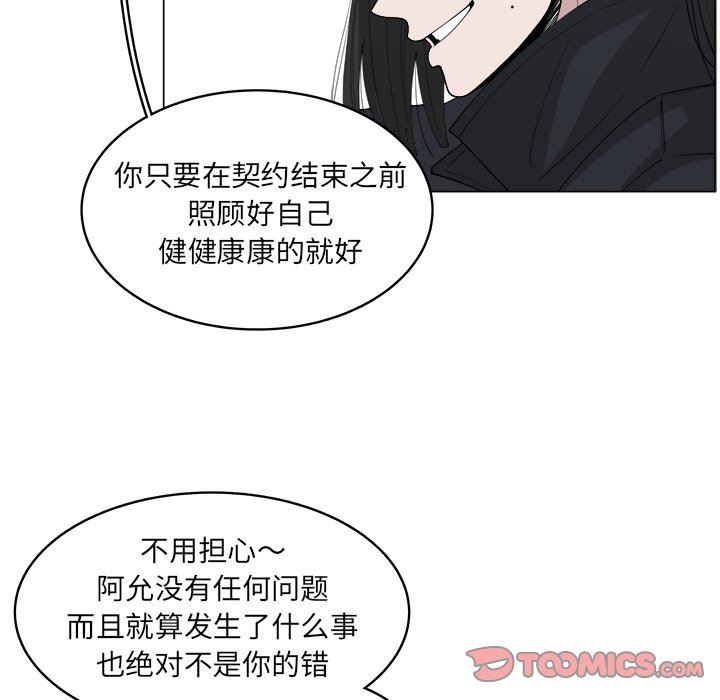 你只要在契约结束之前
照顾好自己
健健康康的就好
不用担心～
阿允没有任何问题
而且就算发生了什么事
也绝对不是你的错
TOOMICS.COM